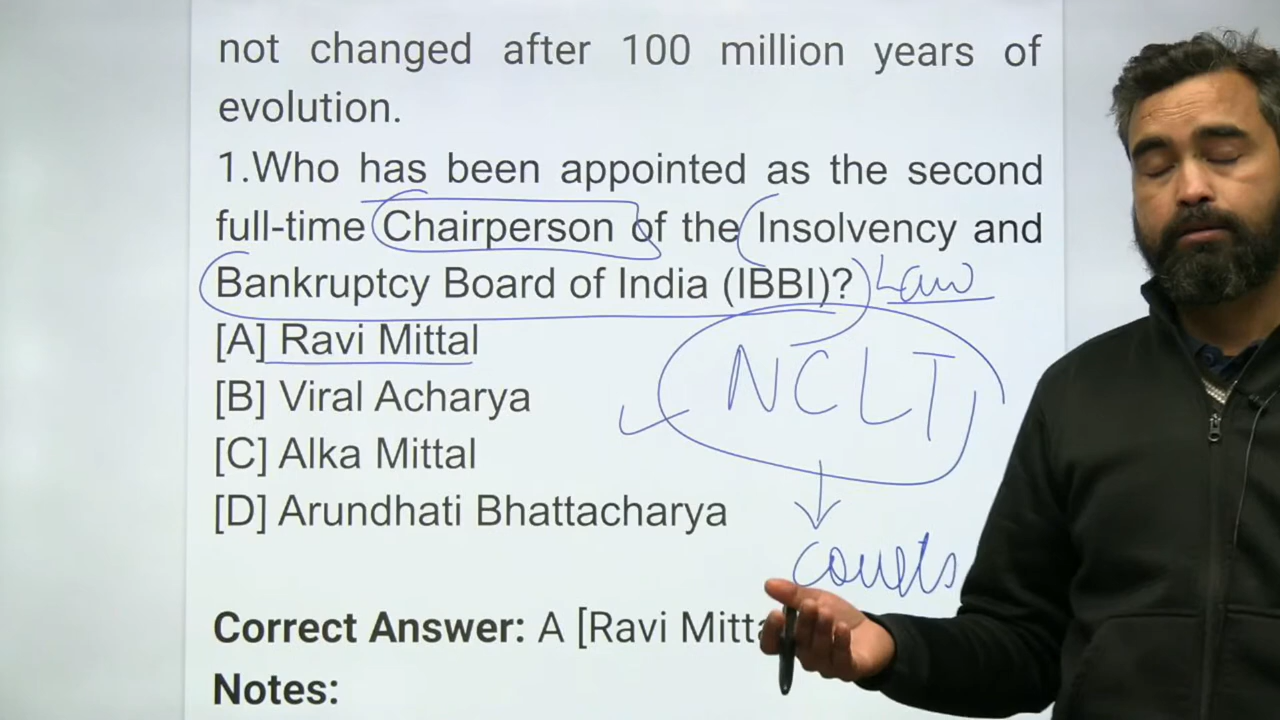 not changed after 100 million years of
evolution.
1.Who has been appointed as the second
full-time Chairperson of the Insolvency and
Bankruptcy Board of India (IBBI)? Law
[A] Ravi Mittal
NCLT
[B] Viral Acharya
[C] Alka Mittal
[D] Arundhati Bhattacharya
courts
Correct Answer: A [Ravi Mitta
Notes: